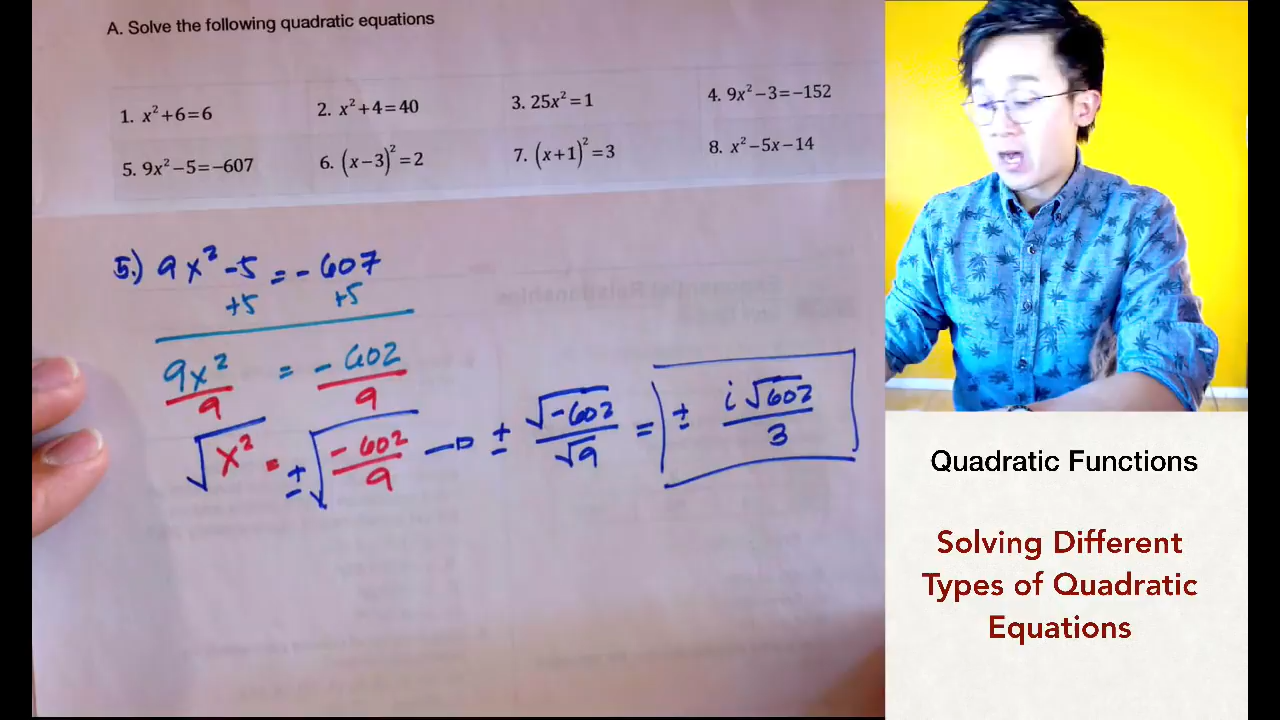 A. Solve the following quadratic equations
1. x²+6=6 2. x²+4=40 3. 25x²=1 4. 9x²−3=−152
5. 9x²−5=−607 6. (x−3)²=2 7. (x+1)²=3 8. x²−5x−14
5.) 9x² -5 = -607
+5 +5
9x²/9 = -602/9
√x² = ±√(-602/9) → ± √-602/√9 = ± i√602/3
Quadratic Functions
Solving Different
Types of Quadratic
Equations